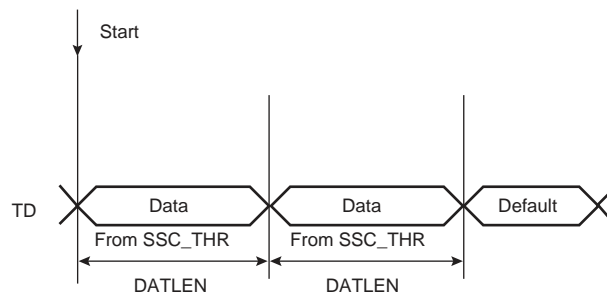 Start
TD
Data
Data
Default
From SSC_THR
From SSC_THR
DATLEN
DATLEN